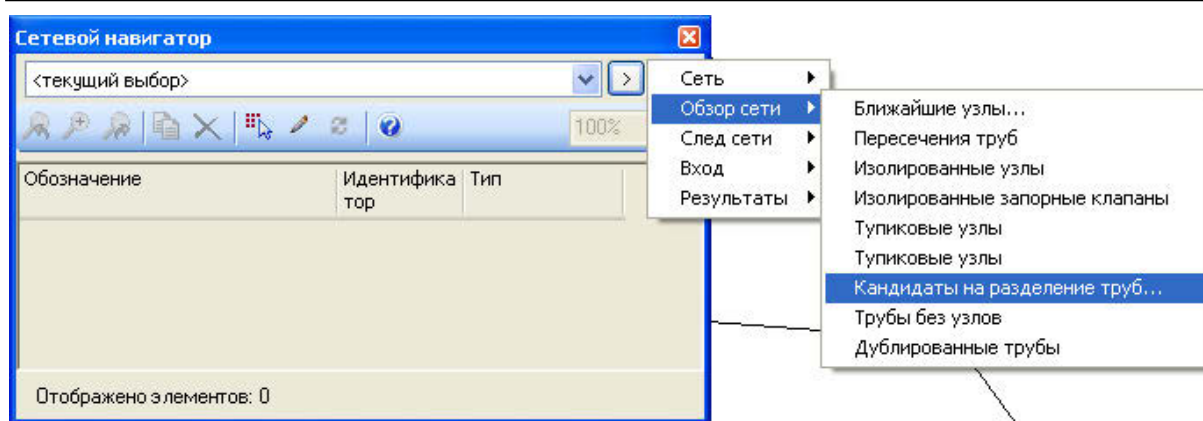 Сетевой навигатор
<текущий выбор>
>
100%
Обозначение
Идентифика
тор
Тип
Отображено элементов: 0
Сеть
Обзор сети
След сети
Вход
Результаты
Ближайшие узлы...
Пересечения труб
Изолированные узлы
Изолированные запорные клапаны
Тупиковые узлы
Тупиковые узлы
Кандидаты на разделение труб...
Трубы без узлов
Дублированные трубы